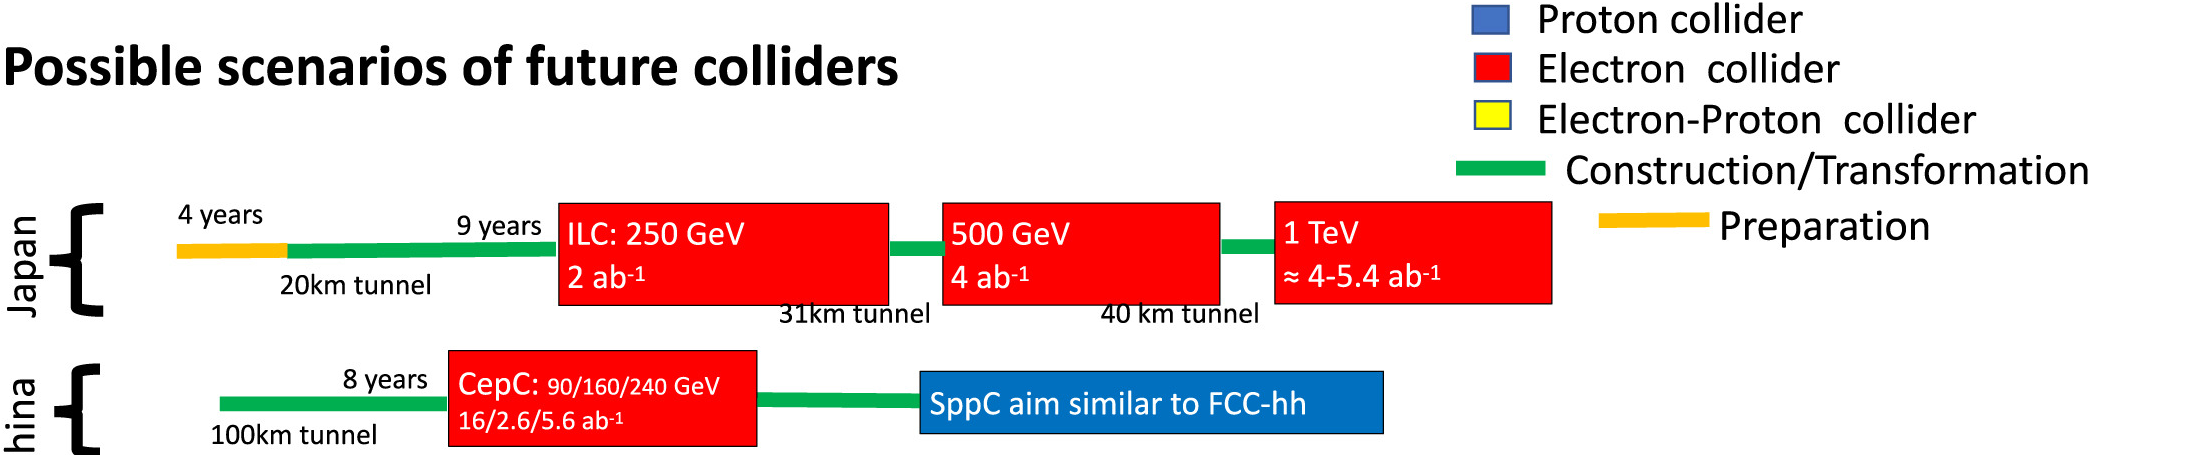 Possible scenarios of future colliders
Proton collider
Electron collider
Electron-Proton collider
Construction/Transformation
Preparation
Japan
4 years
9 years
20km tunnel
ILC: 250 GeV
2 ab⁻¹
31km tunnel
500 GeV
4 ab⁻¹
40 km tunnel
1 TeV
≈ 4-5.4 ab⁻¹
hina
8 years
100km tunnel
CepC: 90/160/240 GeV
16/2.6/5.6 ab⁻¹
SppC aim similar to FCC-hh